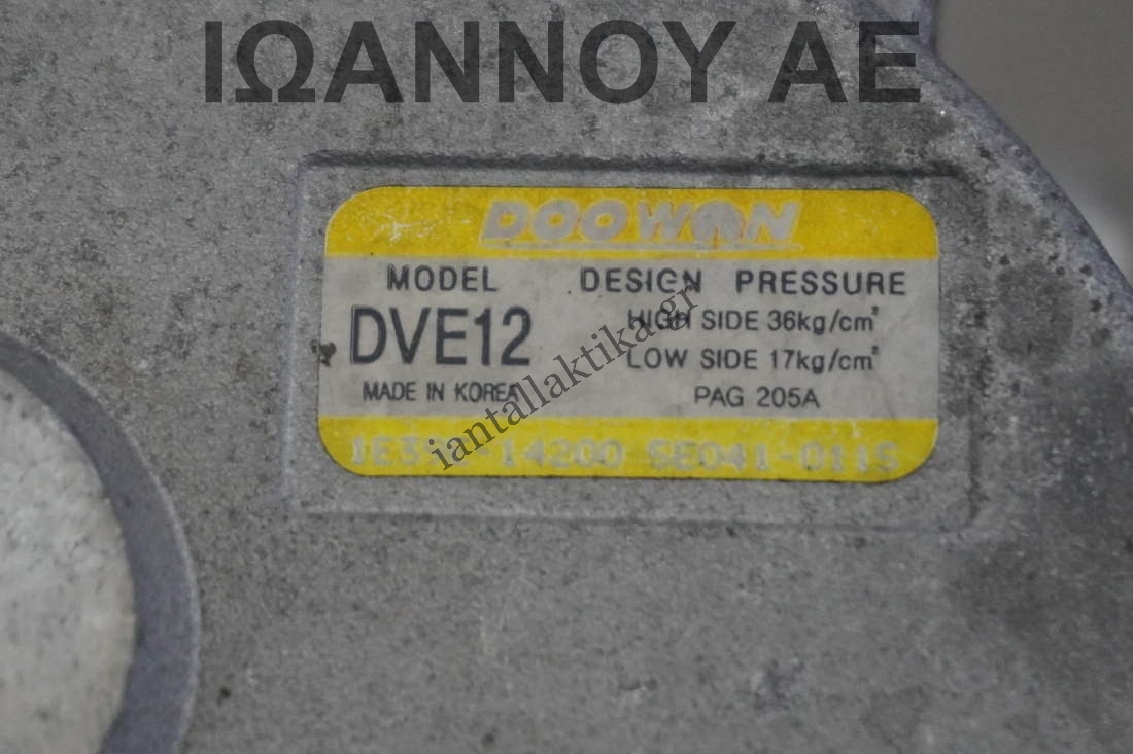 ΙΩΑΝΝΟΥ ΑΕ
DOOWON
MODEL
DVE12
MADE IN KOREA
DESIGN PRESSURE
HIGH SIDE 36kg/cm²
LOW SIDE 17kg/cm²
PAG 205A
iantallaktika.gr